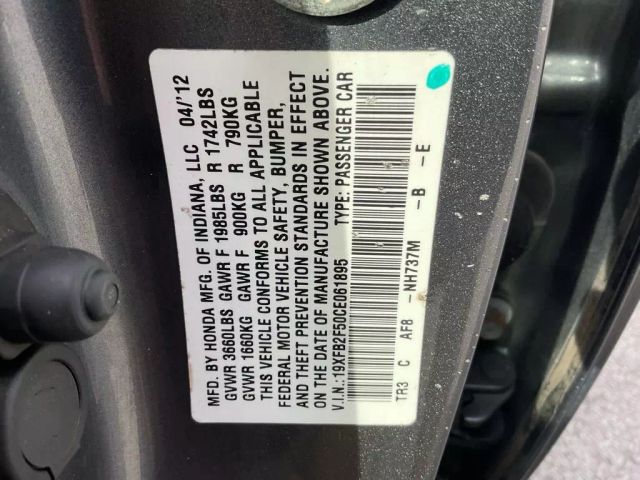 MFD. BY HONDA MFG. OF INDIANA, LLC 04/'12
GVWR 3660LBS GAWR F 1985LBS R 1742LBS
GVWR 1660KG GAWR F 900KG R 790KG
THIS VEHICLE CONFORMS TO ALL APPLICABLE
FEDERAL MOTOR VEHICLE SAFETY, BUMPER,
AND THEFT PREVENTION STANDARDS IN EFFECT
ON THE DATE OF MANUFACTURE SHOWN ABOVE.
V.I.N.:19XFB2F50CE061895 TYPE: PASSENGER CAR
TR3 C AF8 -NH737M -B -E